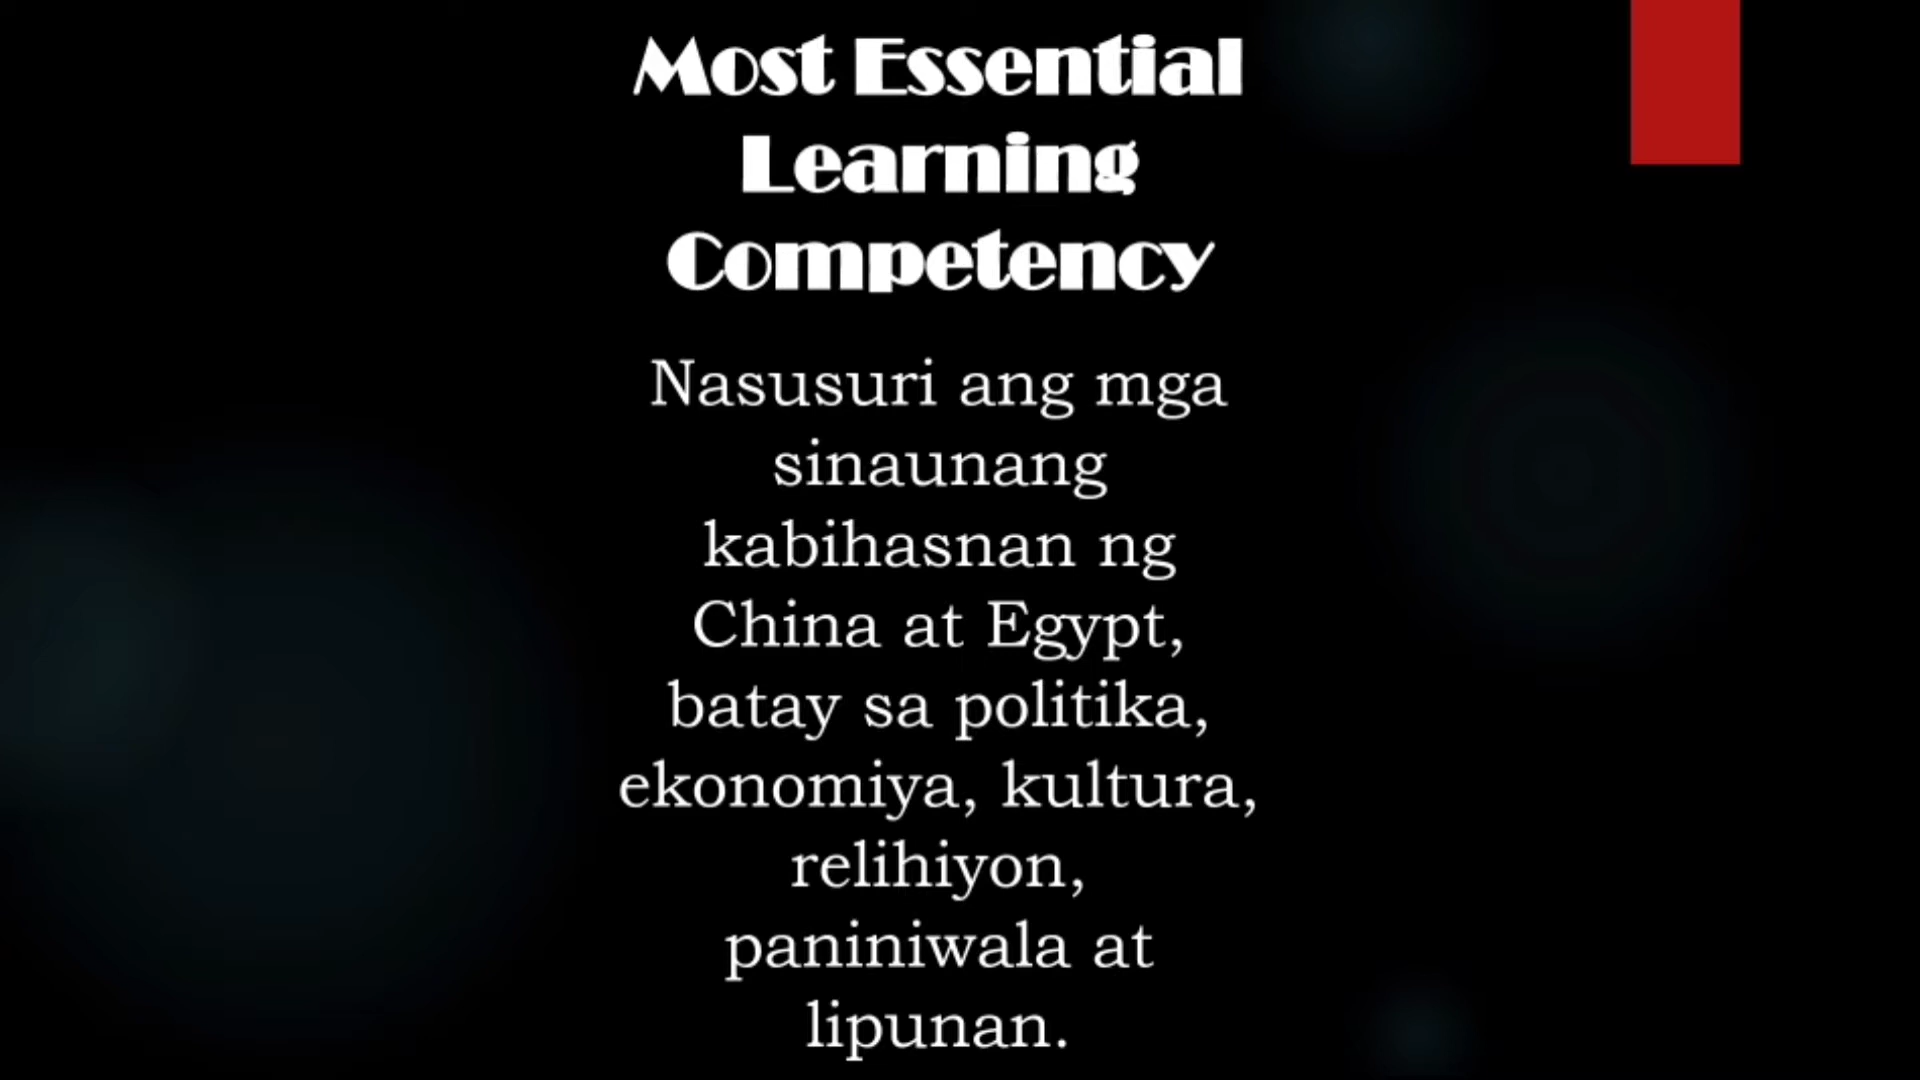 Most Essential
Learning
Competency
Nasusuri ang mga
sinaunang
kabihasnan ng
China at Egypt,
batay sa politika,
ekonomiya, kultura,
relihiyon,
paniniwala at
lipunan.